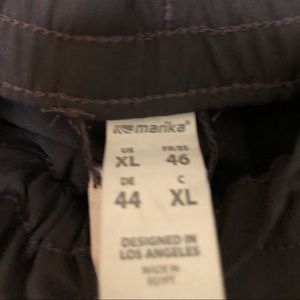 marika®
US FR/ES
XL 46
DE C
44 XL
DESIGNED IN
LOS ANGELES
MADE IN
EGYPT